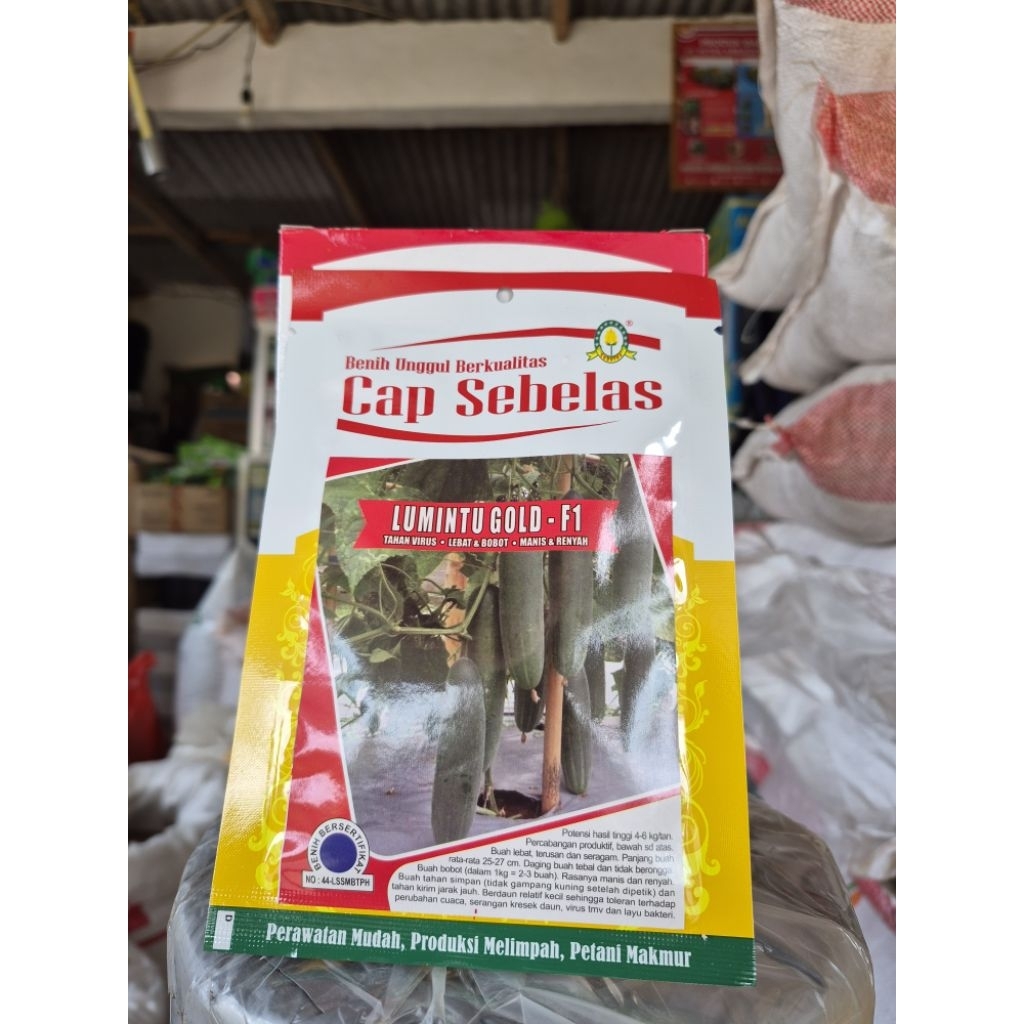 Benih Unggul Berkualitas
Cap Sebelas
®
LUMINTU GOLD - F1
TAHAN VIRUS • LEBAT & BOBOT • MANIS & RENYAH
Potensi hasil tinggi 4-6 kg/tan.
Percabangan produktif, bawah sd atas.
Buah lebat, terusan dan seragam. Panjang buah
rata-rata 25-27 cm. Daging buah tebal dan tidak berongga.
Buah bobot (dalam 1kg = 2-3 buah). Rasanya manis dan renyah.
Buah tahan simpan (tidak gampang kuning setelah dipetik) dan
tahan kirim jarak jauh. Berdaun relatif kecil sehingga toleran terhadap
perubahan cuaca, serangan kresek daun, virus tmv dan layu bakteri.
BENIH BERSERTIFIKAT
NO : 44-LSSMBTPH
D
Perawatan Mudah, Produksi Melimpah, Petani Makmur